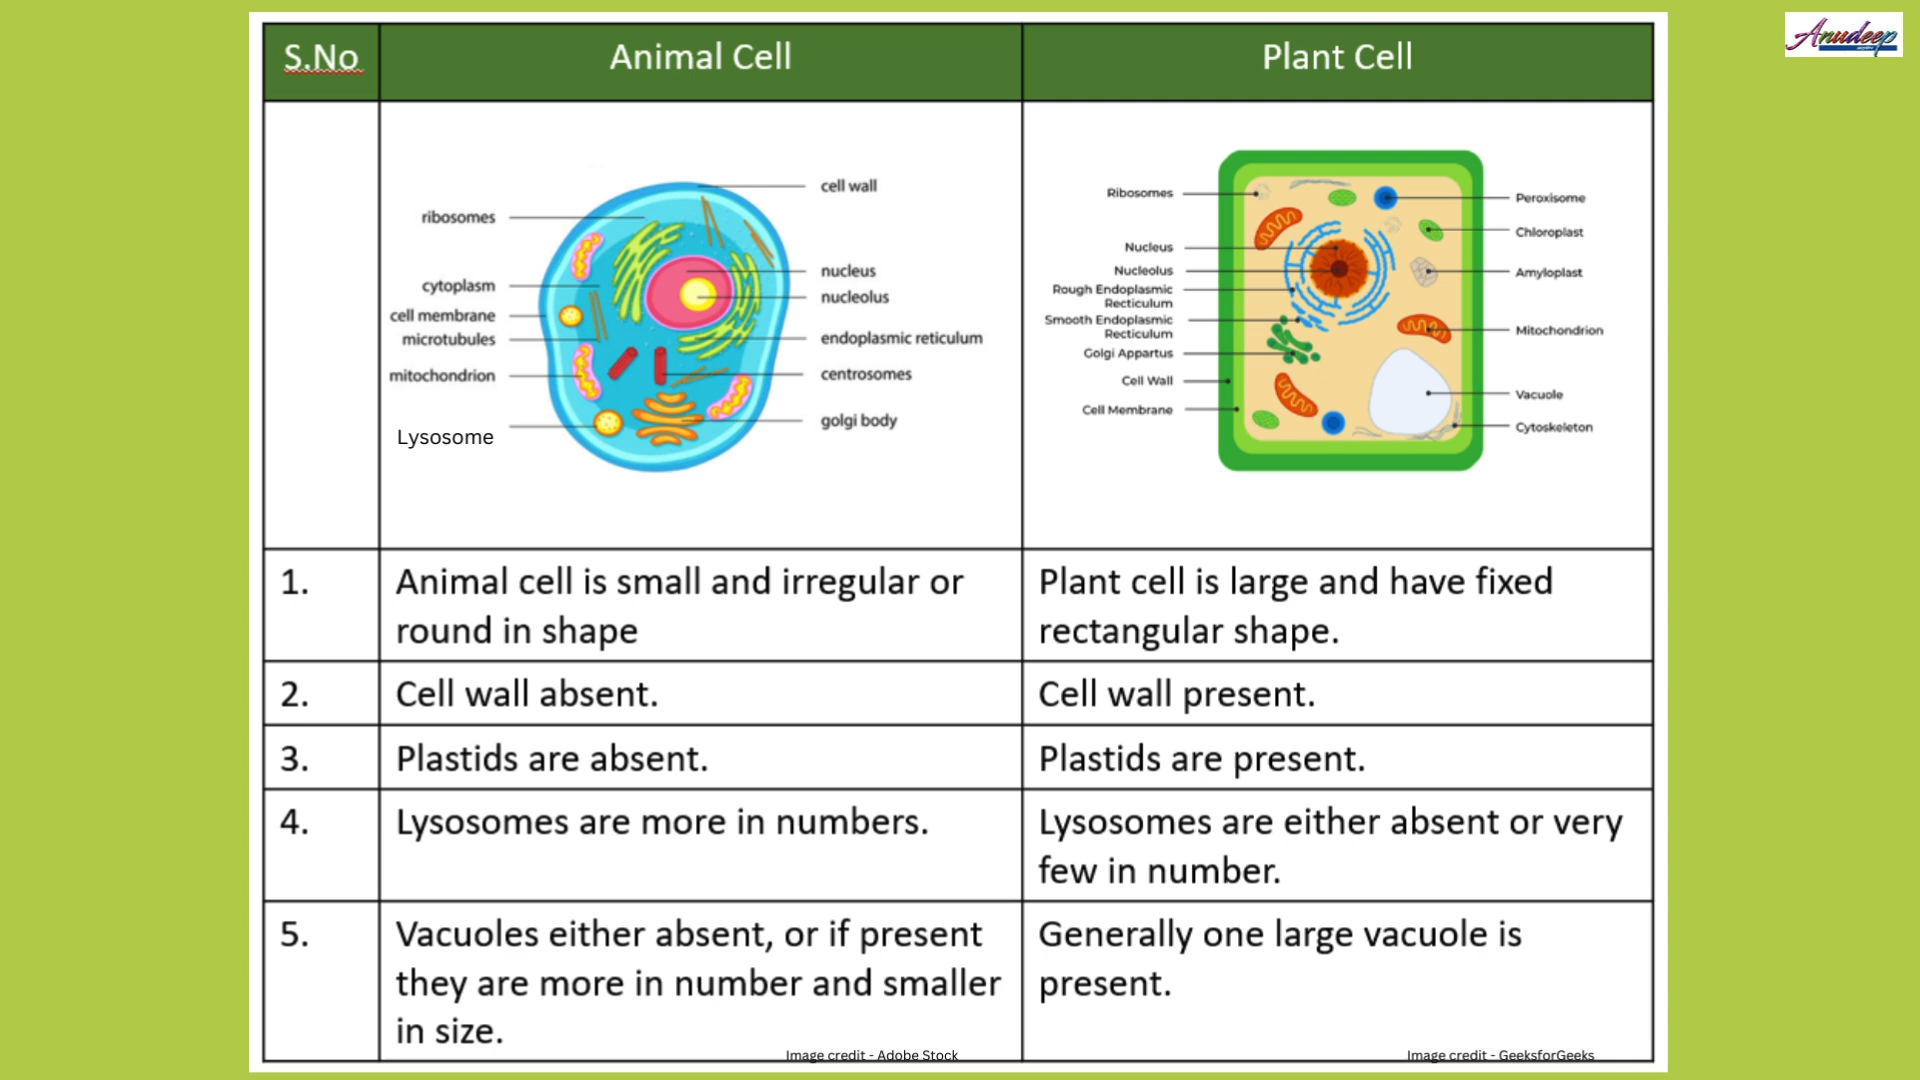 Anudeep
S.No
Animal Cell
Plant Cell
cell wall
ribosomes
nucleus
cytoplasm
nucleolus
cell membrane
microtubules
endoplasmic reticulum
mitochondrion
centrosomes
golgi body
Lysosome
Ribosomes
Peroxisome
Chloroplast
Nucleus
Nucleolus
Amyloplast
Rough Endoplasmic
Recticulum
Smooth Endoplasmic
Recticulum
Mitochondrion
Golgi Appartus
Cell Wall
Vacuole
Cell Membrane
Cytoskeleton
1.
Animal cell is small and irregular or
round in shape
Plant cell is large and have fixed
rectangular shape.
2.
Cell wall absent.
Cell wall present.
3.
Plastids are absent.
Plastids are present.
4.
Lysosomes are more in numbers.
Lysosomes are either absent or very
few in number.
5.
Vacuoles either absent, or if present
they are more in number and smaller
in size.
Generally one large vacuole is
present.
Image credit - Adobe Stock
Image credit - GeeksforGeeks